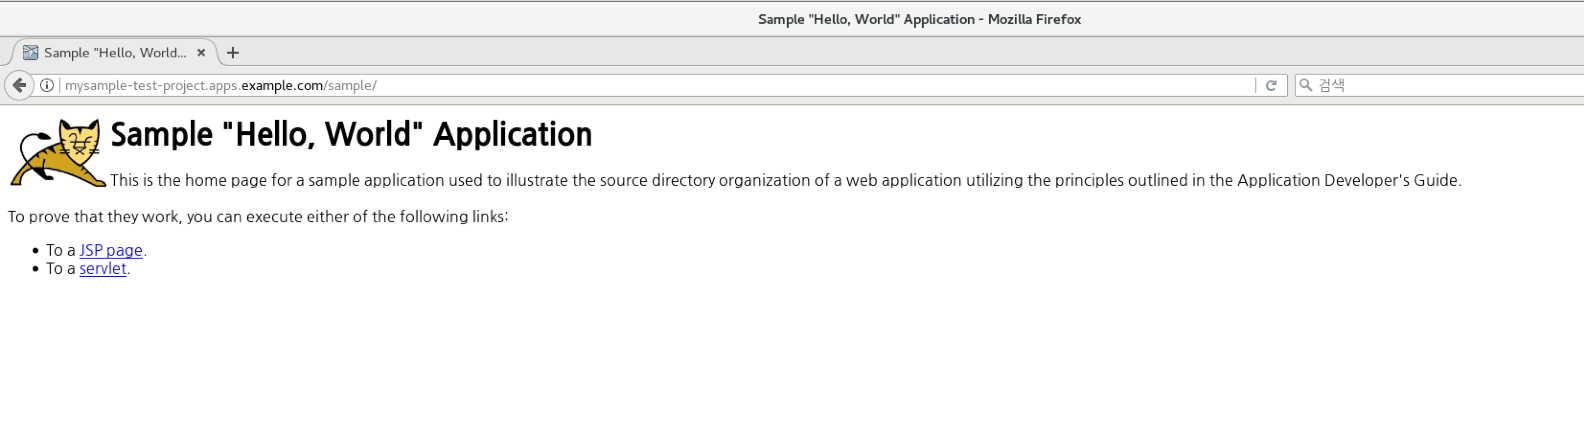 Sample "Hello, World" Application - Mozilla Firefox
Sample "Hello, World...
mysample-test-project.apps.example.com/sample/
검색
Sample "Hello, World" Application
This is the home page for a sample application used to illustrate the source directory organization of a web application utilizing the principles outlined in the Application Developer's Guide.
To prove that they work, you can execute either of the following links:
• To a JSP page.
• To a servlet.